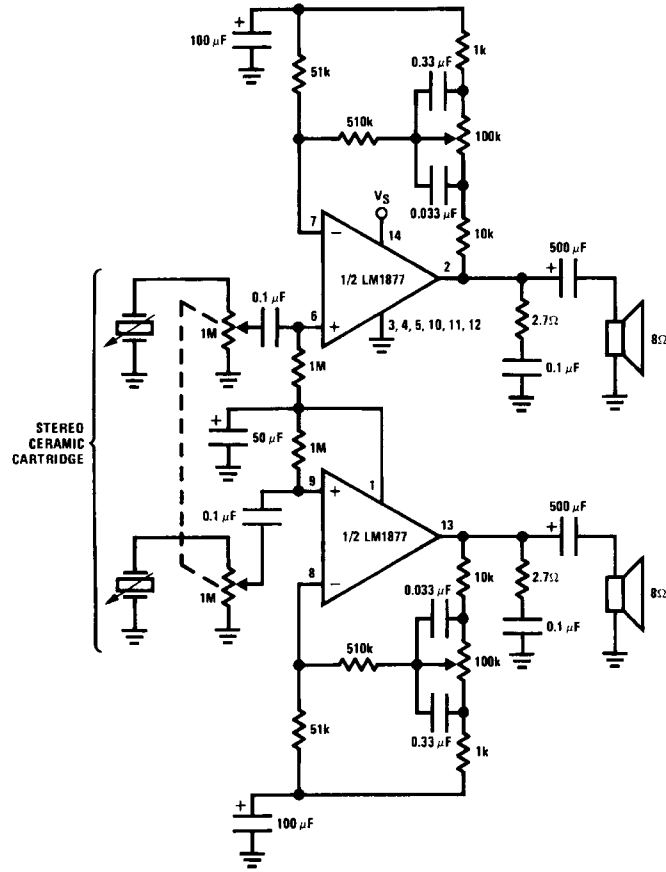 100 μF
+
1k
0.33 μF
51k
510k
100k
0.033 μF
10k
VS
7
−
14
2
500 μF
+
1/2 LM1877
0.1 μF
1M
6
+
3, 4, 5, 10, 11, 12
2.7Ω
8Ω
0.1 μF
1M
STEREO
CERAMIC
CARTRIDGE
+
50 μF
1M
1
9
+
0.1 μF
13
500 μF
+
1/2 LM1877
8
−
1M
10k
2.7Ω
8Ω
0.033 μF
0.1 μF
510k
100k
51k
0.33 μF
1k
+
100 μF